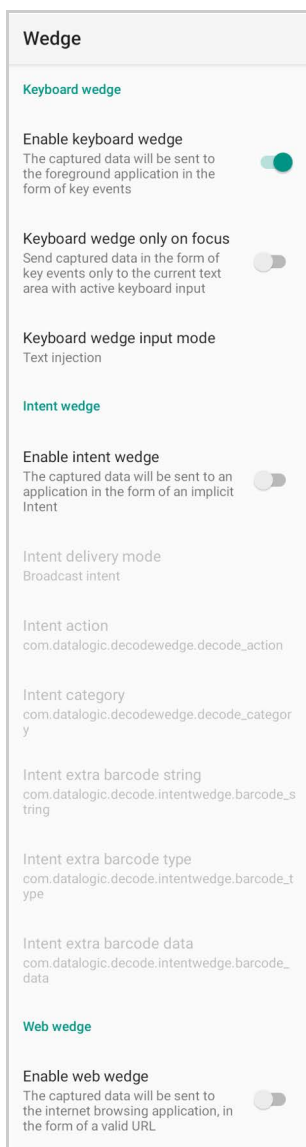 Wedge
Keyboard wedge
Enable keyboard wedge
The captured data will be sent to
the foreground application in the
form of key events
Keyboard wedge only on focus
Send captured data in the form of
key events only to the current text
area with active keyboard input
Keyboard wedge input mode
Text injection
Intent wedge
Enable intent wedge
The captured data will be sent to an
application in the form of an implicit
Intent
Intent delivery mode
Broadcast intent
Intent action
com.datalogic.decodewedge.decode_action
Intent category
com.datalogic.decodewedge.decode_categor
y
Intent extra barcode string
com.datalogic.decode.intentwedge.barcode_s
tring
Intent extra barcode type
com.datalogic.decode.intentwedge.barcode_t
ype
Intent extra barcode data
com.datalogic.decode.intentwedge.barcode_
data
Web wedge
Enable web wedge
The captured data will be sent to
the internet browsing application, in
the form of a valid URL